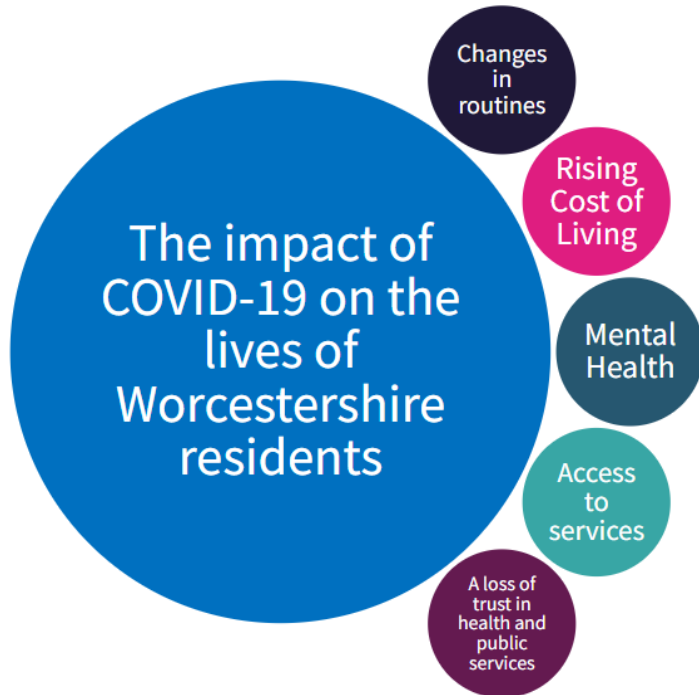 The impact of
COVID-19 on the
lives of
Worcestershire
residents
Changes
in
routines
Rising
Cost of
Living
Mental
Health
Access
to
services
A loss of
trust in
health and
public
services